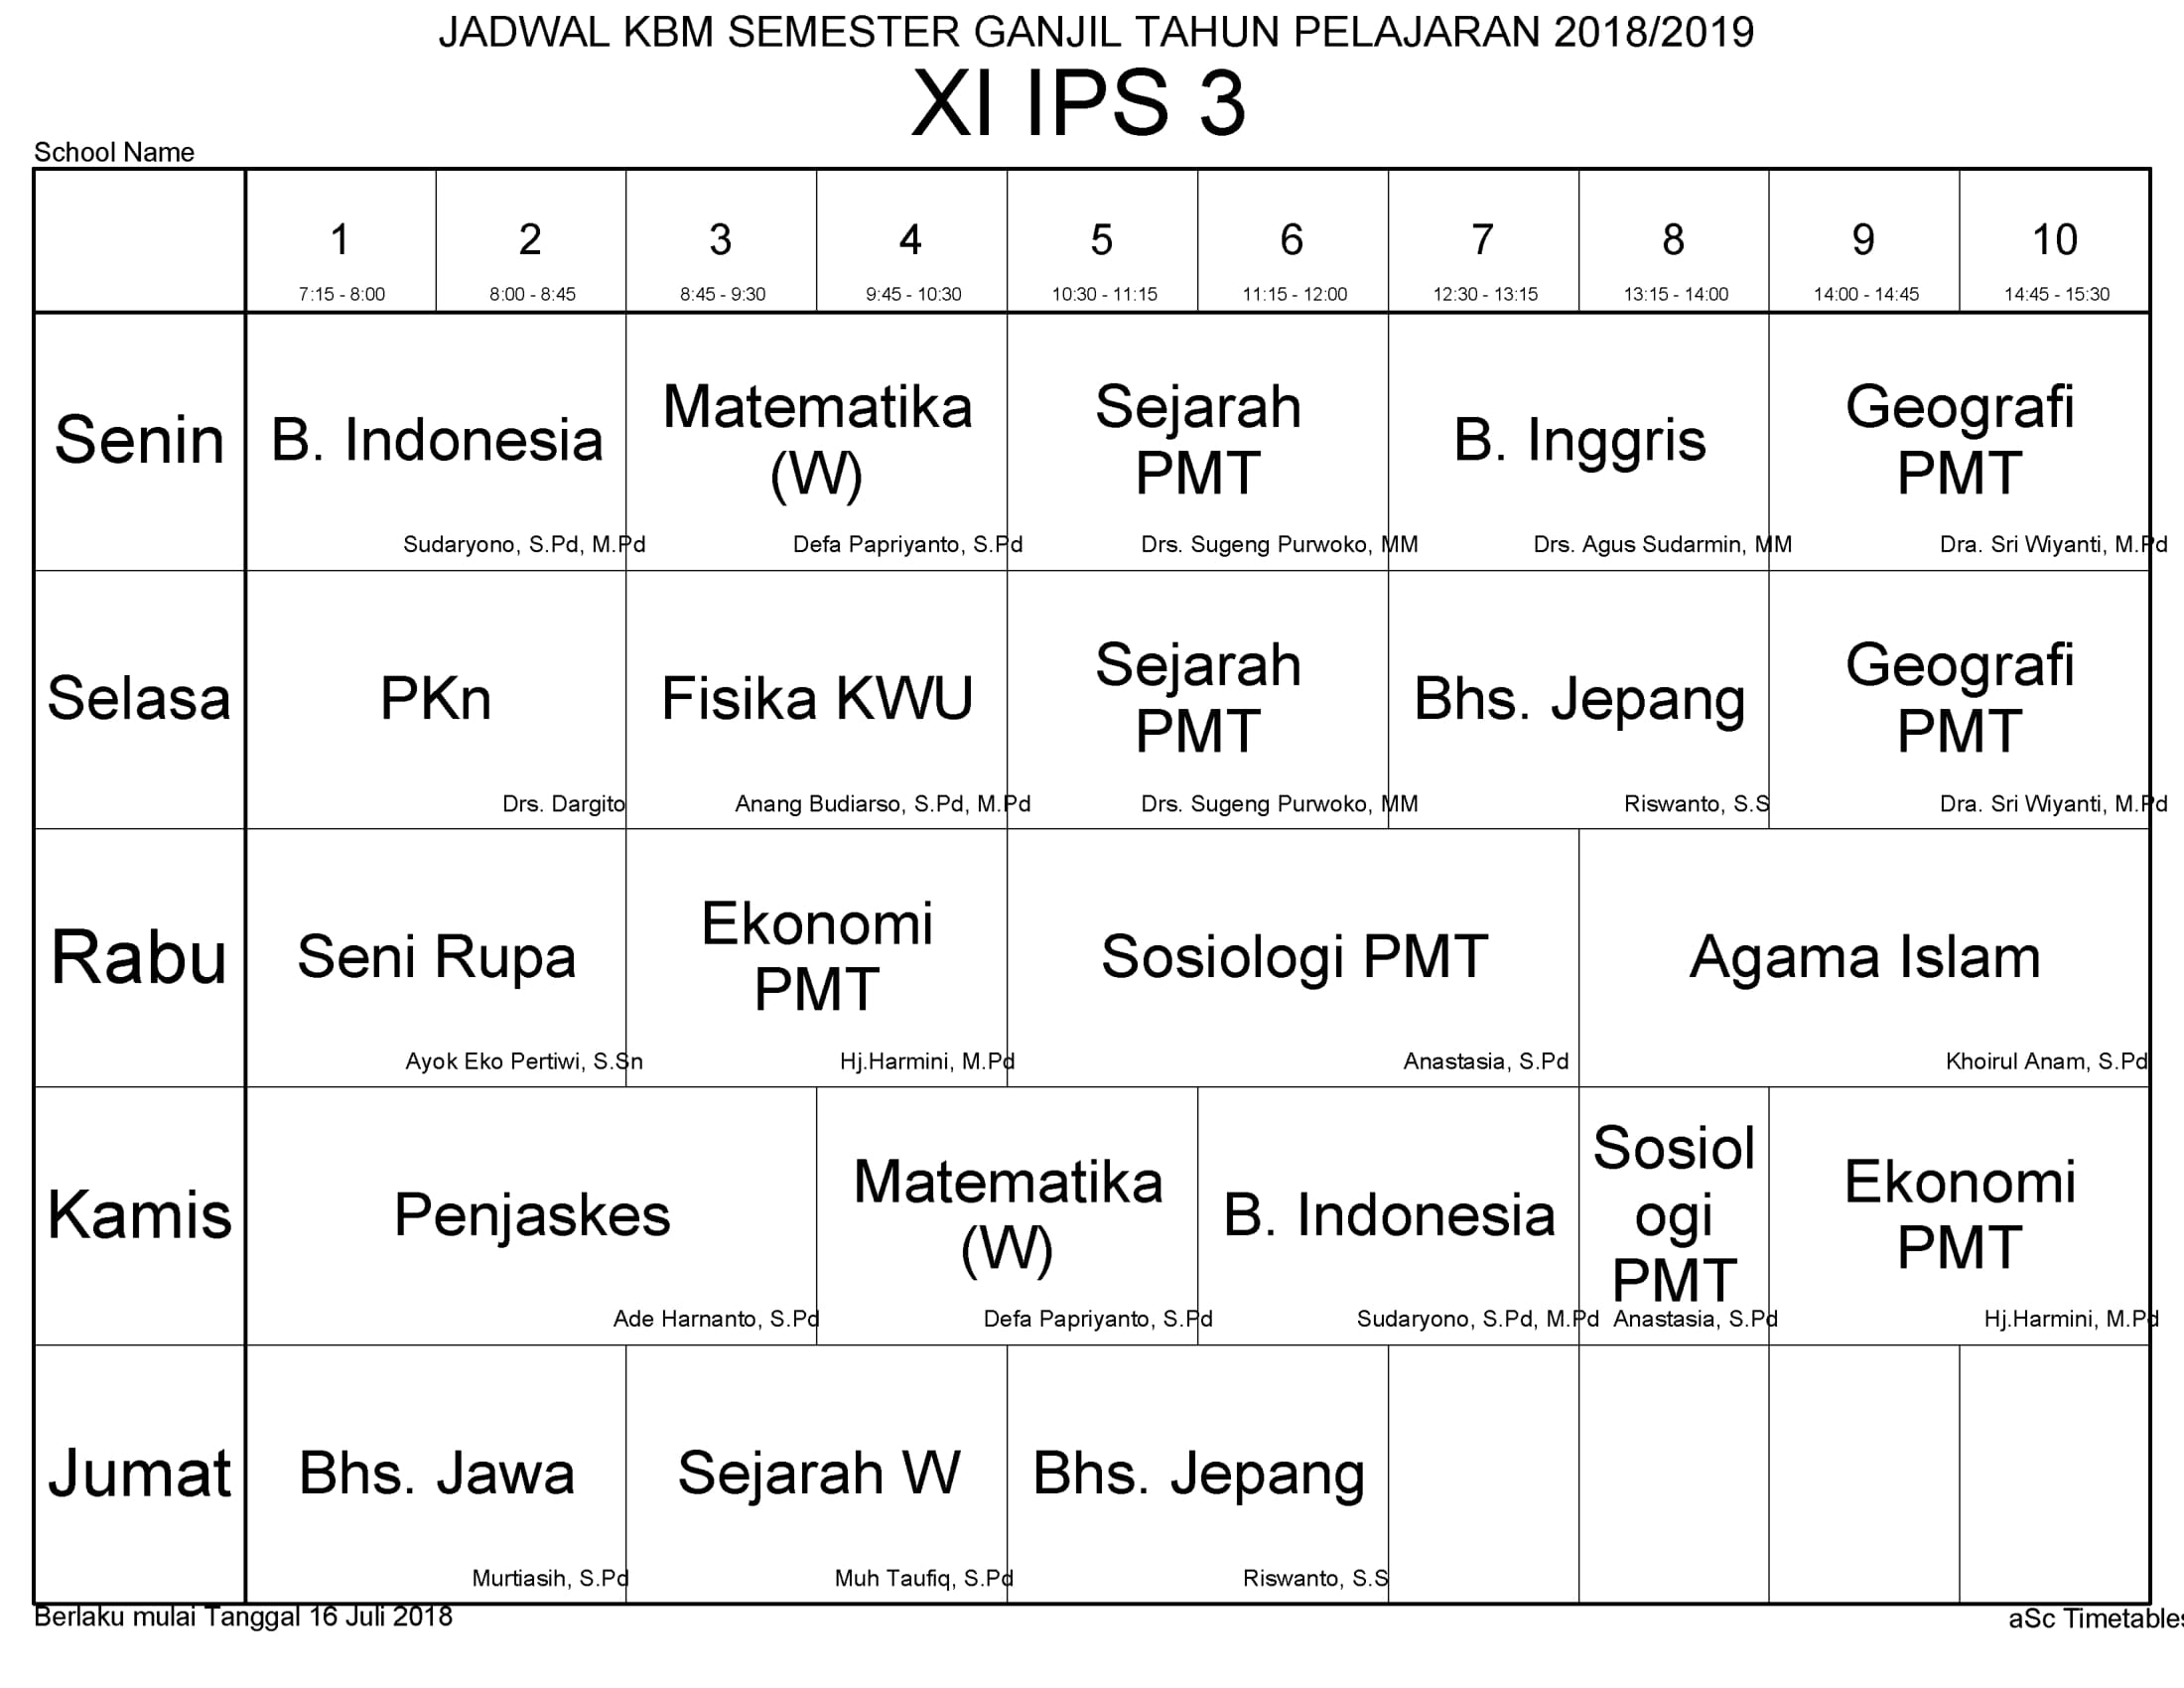 JADWAL KBM SEMESTER GANJIL TAHUN PELAJARAN 2018/2019
XI IPS 3
School Name
1 2 3 4 5 6 7 8 9 10
7:15 - 8:00 8:00 - 8:45 8:45 - 9:30 9:45 - 10:30 10:30 - 11:15 11:15 - 12:00 12:30 - 13:15 13:15 - 14:00 14:00 - 14:45 14:45 - 15:30
Senin
B. Indonesia
Sudaryono, S.Pd, M.Pd
Matematika
(W)
Defa Papriyanto, S.Pd
Sejarah
PMT
Drs. Sugeng Purwoko, MM
B. Inggris
Drs. Agus Sudarmin, MM
Geografi
PMT
Dra. Sri Wiyanti, M.Pd
Selasa
PKn
Drs. Dargito
Fisika KWU
Anang Budiarso, S.Pd, M.Pd
Sejarah
PMT
Drs. Sugeng Purwoko, MM
Bhs. Jepang
Riswanto, S.S
Geografi
PMT
Dra. Sri Wiyanti, M.Pd
Rabu
Seni Rupa
Ayok Eko Pertiwi, S.Sn
Ekonomi
PMT
Hj.Harmini, M.Pd
Sosiologi PMT
Anastasia, S.Pd
Agama Islam
Khoirul Anam, S.Pd
Kamis
Penjaskes
Ade Harnanto, S.Pd
Matematika
(W)
Defa Papriyanto, S.Pd
B. Indonesia
Sudaryono, S.Pd, M.Pd
Sosiol
ogi
PMT
Anastasia, S.Pd
Ekonomi
PMT
Hj.Harmini, M.Pd
Jumat
Bhs. Jawa
Murtiasih, S.Pd
Sejarah W
Muh Taufiq, S.Pd
Bhs. Jepang
Riswanto, S.S
Berlaku mulai Tanggal 16 Juli 2018
aSc Timetables